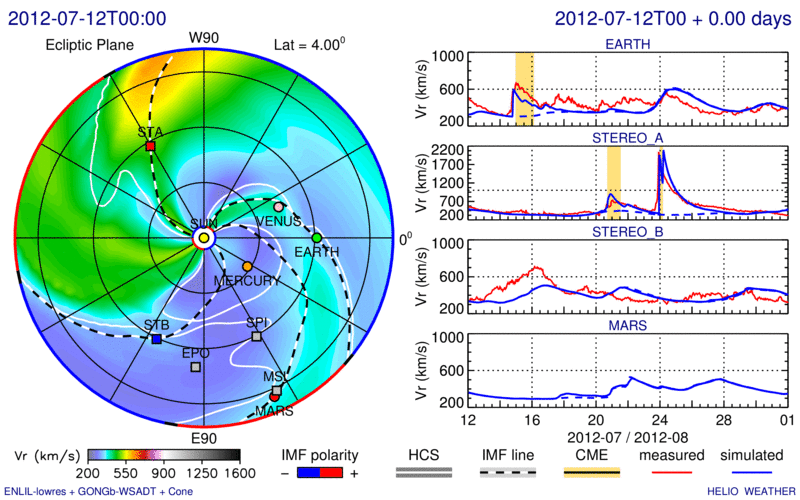 2012-07-12T00:00
2012-07-12T00 + 0.00 days
Ecliptic Plane
W90
Lat = 4.00⁰
STA
SUN
VENUS
EARTH
0⁰
MERCURY
STB
SPI
EPO
MSL
MARS
E90
EARTH
Vr (km/s)
1000
600
200
STEREO_A
Vr (km/s)
2200
1800
1400
1000
600
200
STEREO_B
Vr (km/s)
1000
600
200
MARS
Vr (km/s)
1000
600
200
12 16 20 24 28 01
2012-07 / 2012-08
Vr (km/s)
200 550 900 1250 1600
IMF polarity
− +
HCS
IMF line
CME
measured
simulated
ENLIL-lowres + GONGb-WSADT + Cone
HELIO WEATHER